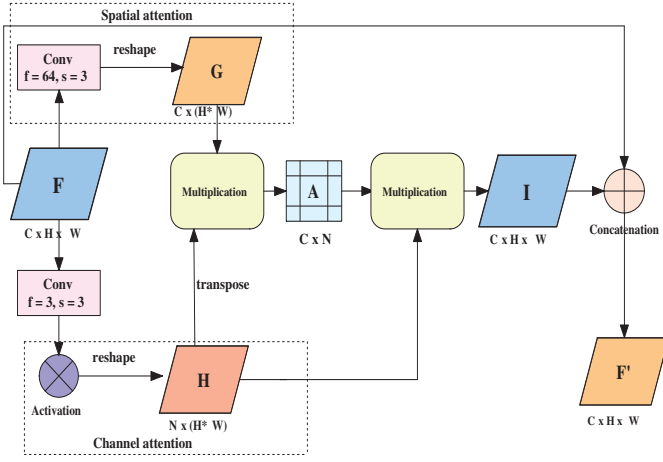 Spatial attention
Conv
f = 64, s = 3
reshape
G
C x (H* W)
F
C x H x W
Multiplication
A
C x N
Multiplication
I
C x H x W
Concatenation
Conv
f = 3, s = 3
transpose
Activation
reshape
H
N x (H* W)
Channel attention
F'
C x H x W